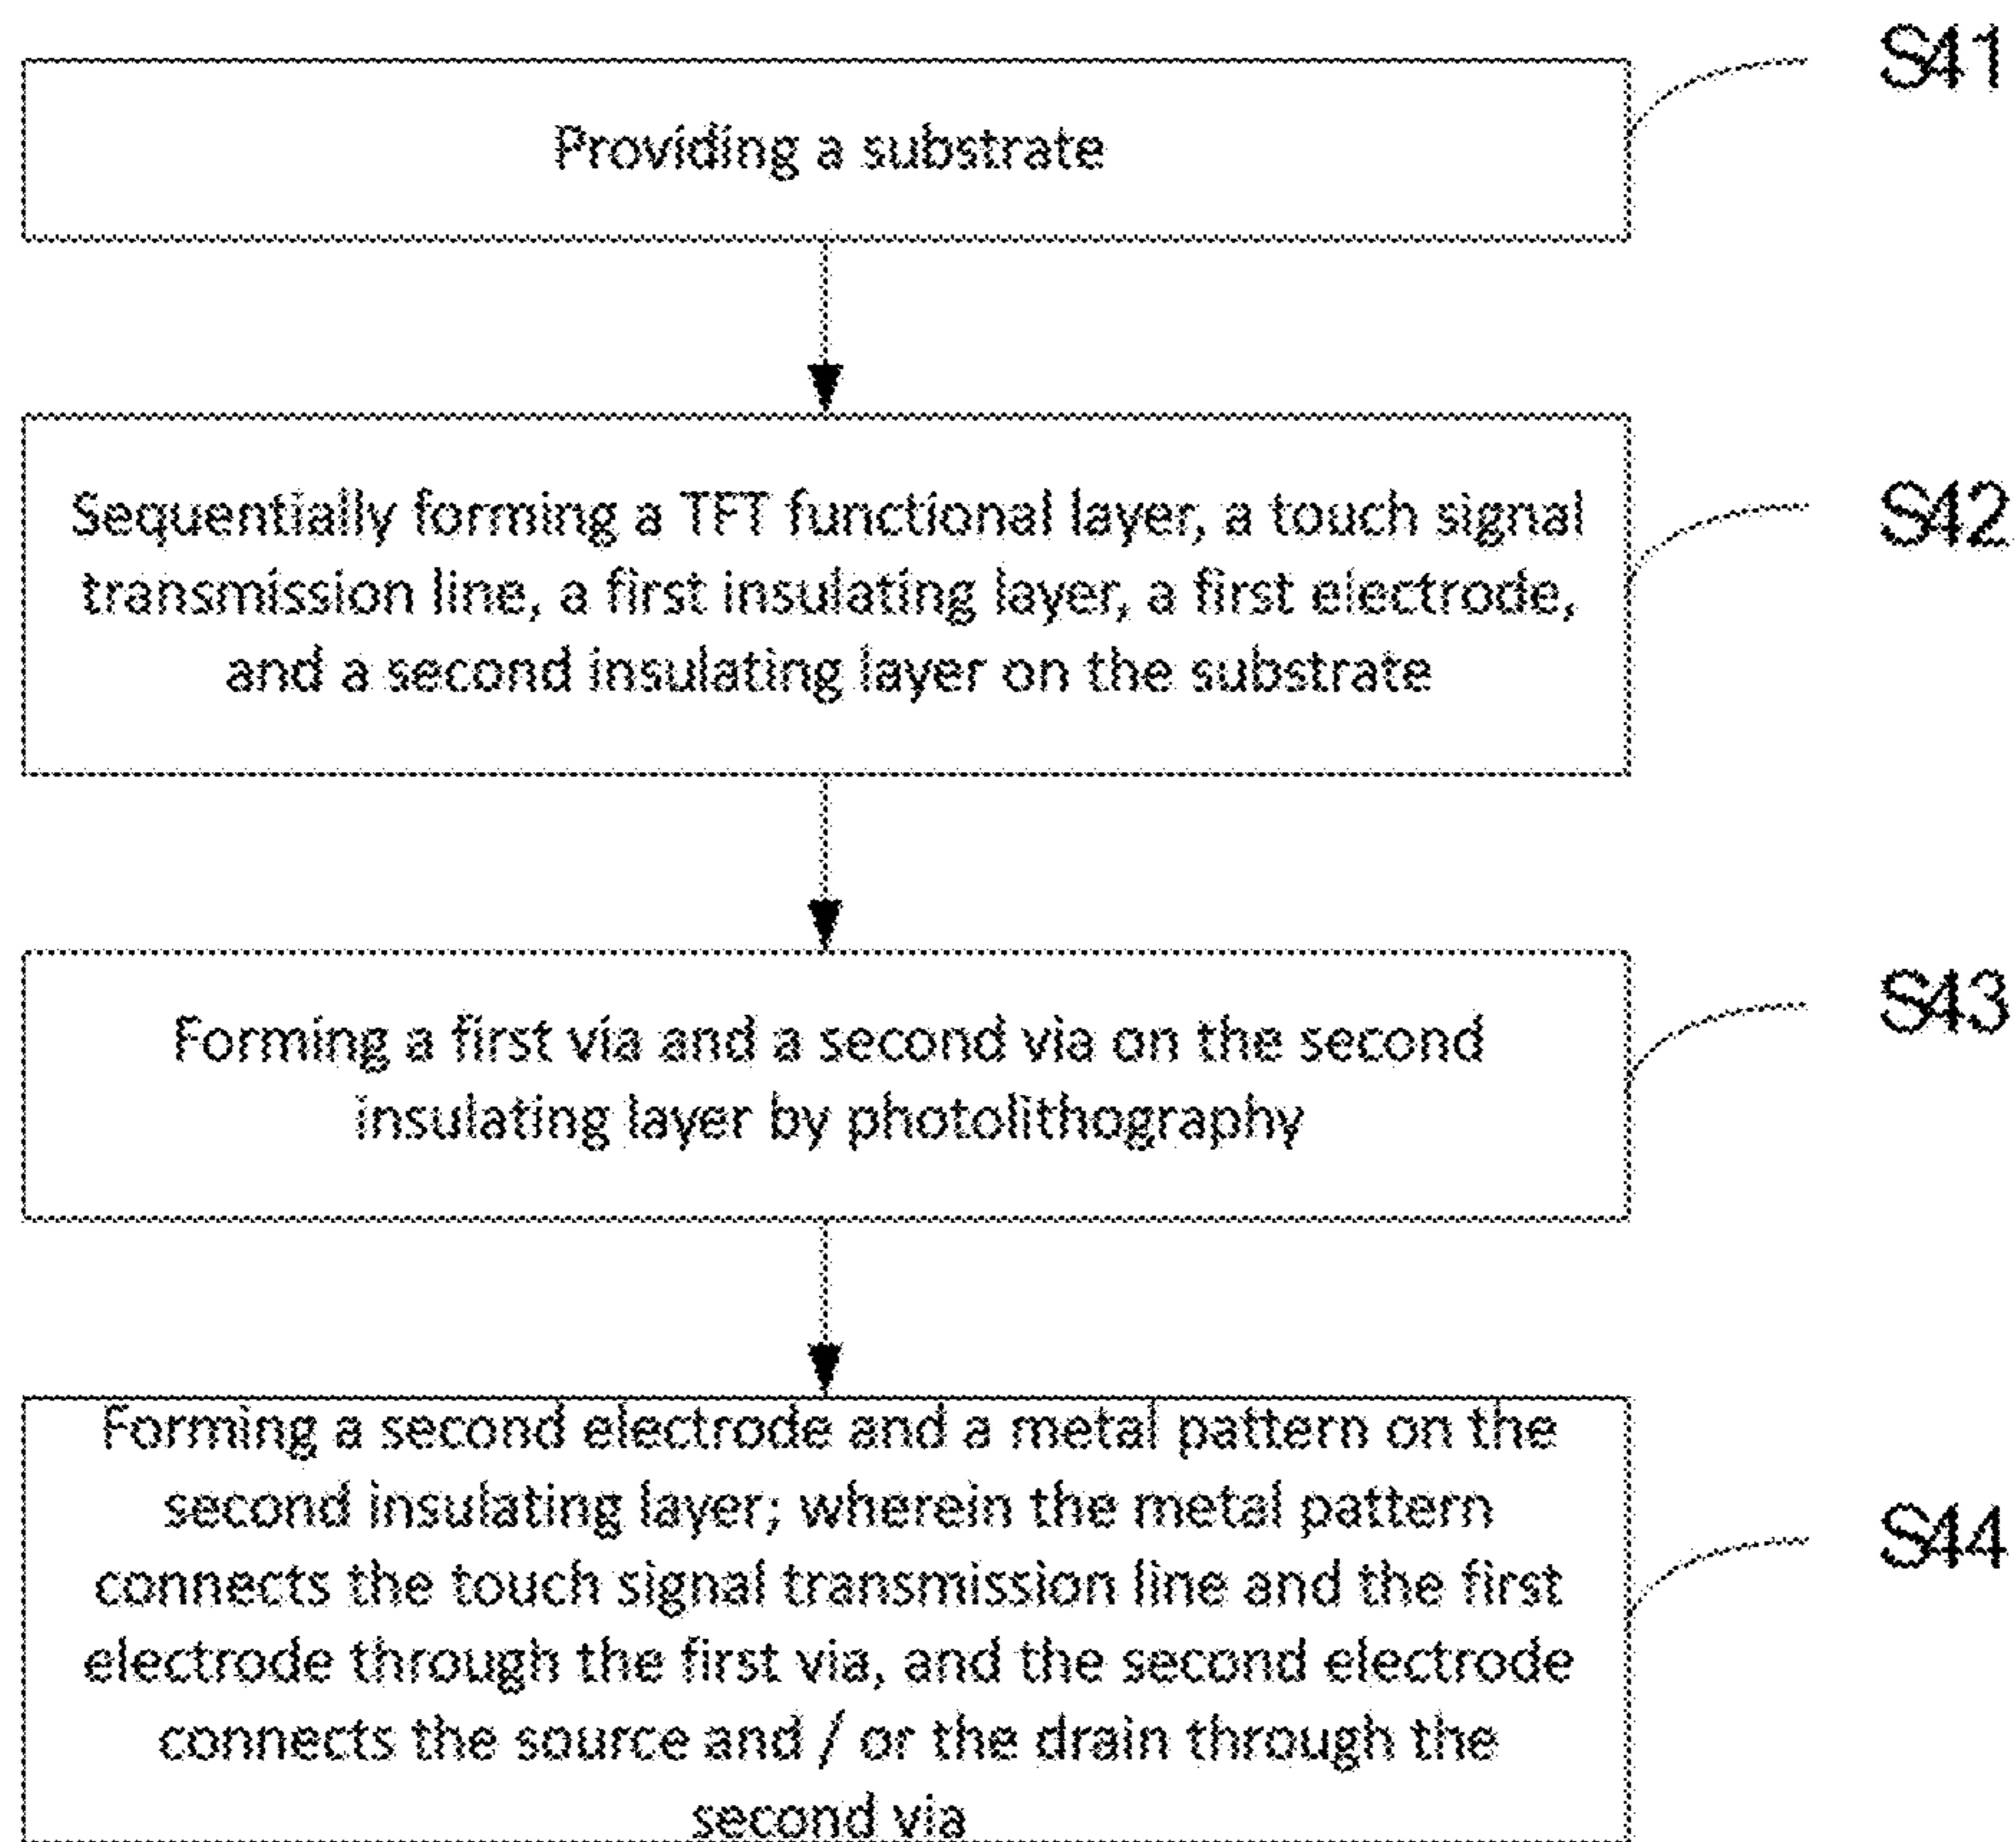 S41
Providing a substrate
S42
Sequentially forming a TFT functional layer, a touch signal
transmission line, a first insulating layer, a first electrode,
and a second insulating layer on the substrate
S43
Forming a first via and a second via on the second
insulating layer by photolithography
S44
Forming a second electrode and a metal pattern on the
second insulating layer; wherein the metal pattern
connects the touch signal transmission line and the first
electrode through the first via, and the second electrode
connects the source and / or the drain through the
second via